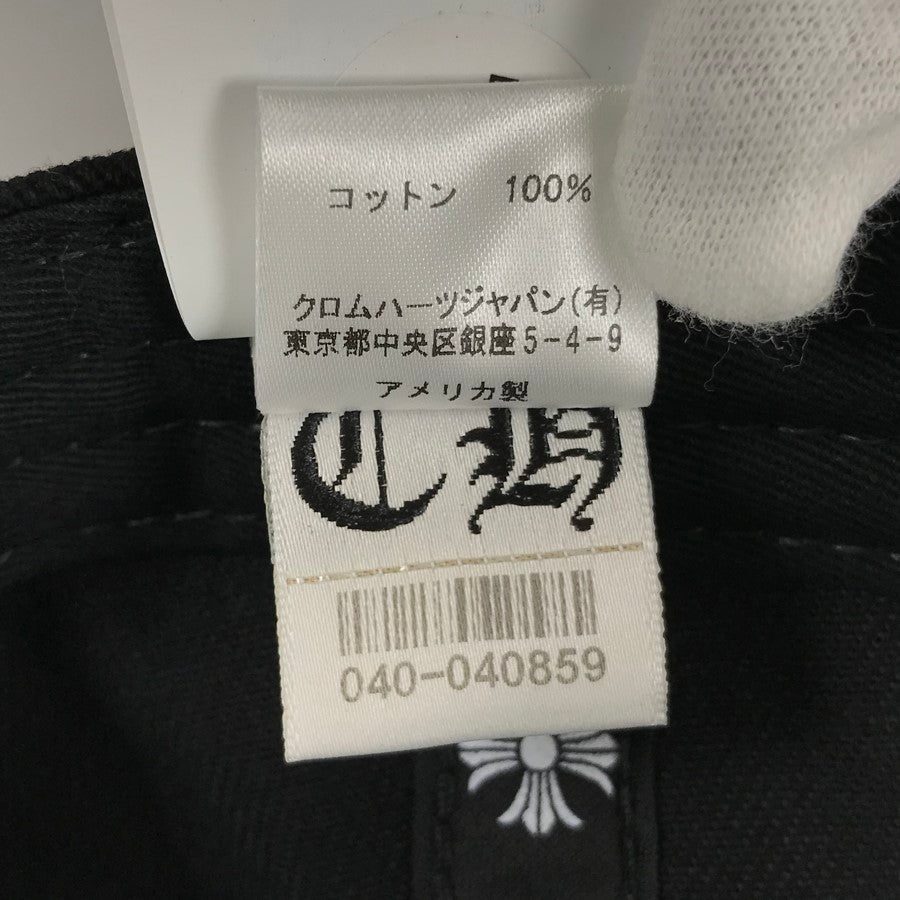 コットン 100%
クロムハーツジャパン(有)
東京都中央区銀座5-4-9
アメリカ製
CH
040-040859